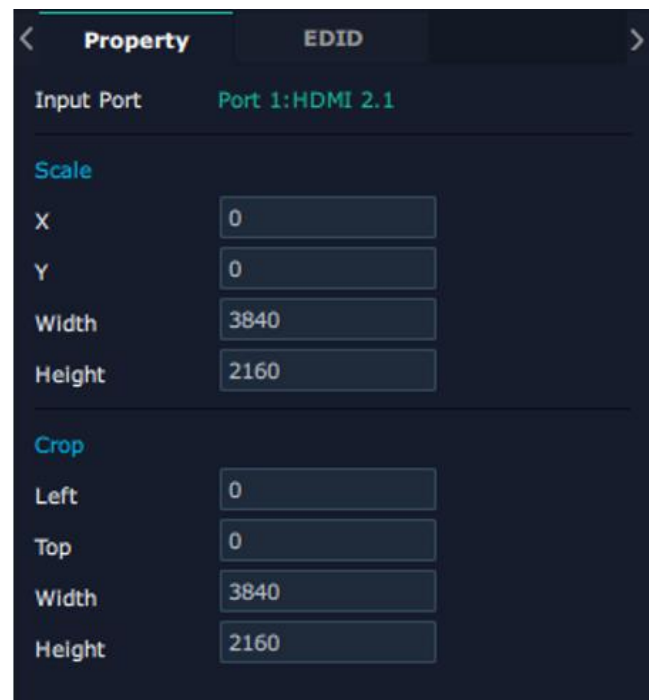 Property EDID
Input Port Port 1:HDMI 2.1
Scale
X 0
Y 0
Width 3840
Height 2160
Crop
Left 0
Top 0
Width 3840
Height 2160